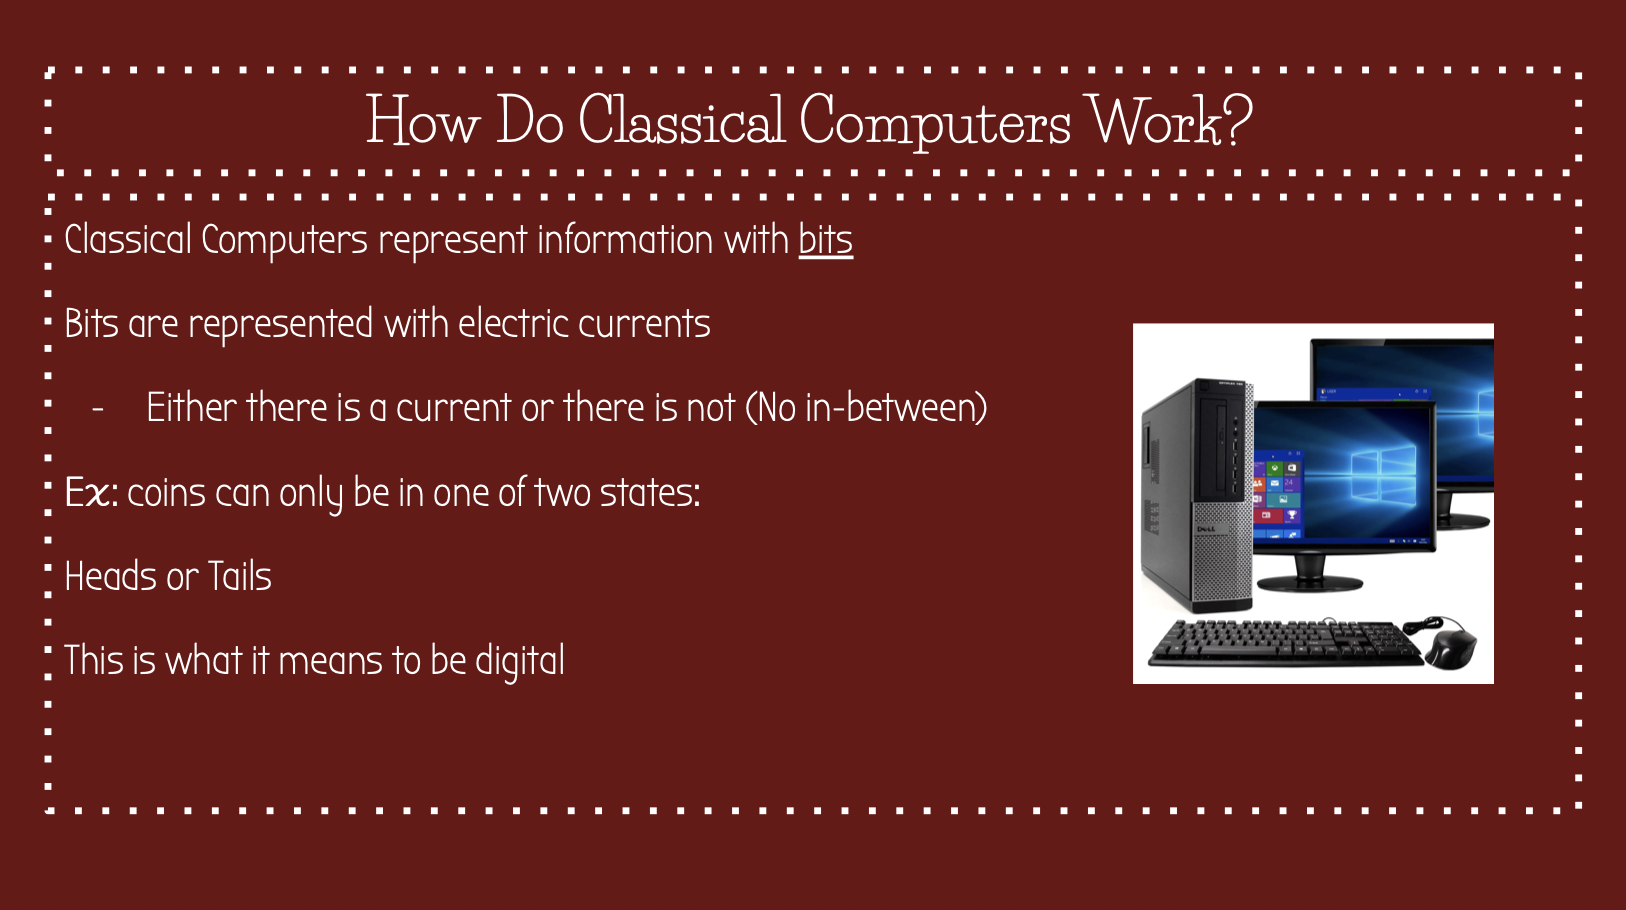 How Do Classical Computers Work?
Classical Computers represent information with bits
Bits are represented with electric currents
- Either there is a current or there is not (No in-between)
Ex: coins can only be in one of two states:
Heads or Tails
This is what it means to be digital
DELL